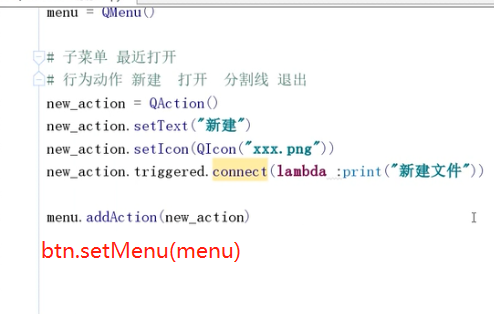 menu = QMenu()
# 子菜单 最近打开
# 行为动作 新建 打开 分割线 退出
new_action = QAction()
new_action.setText("新建")
new_action.setIcon(QIcon("xxx.png"))
new_action.triggered.connect(lambda :print("新建文件"))
menu.addAction(new_action)
btn.setMenu(menu)